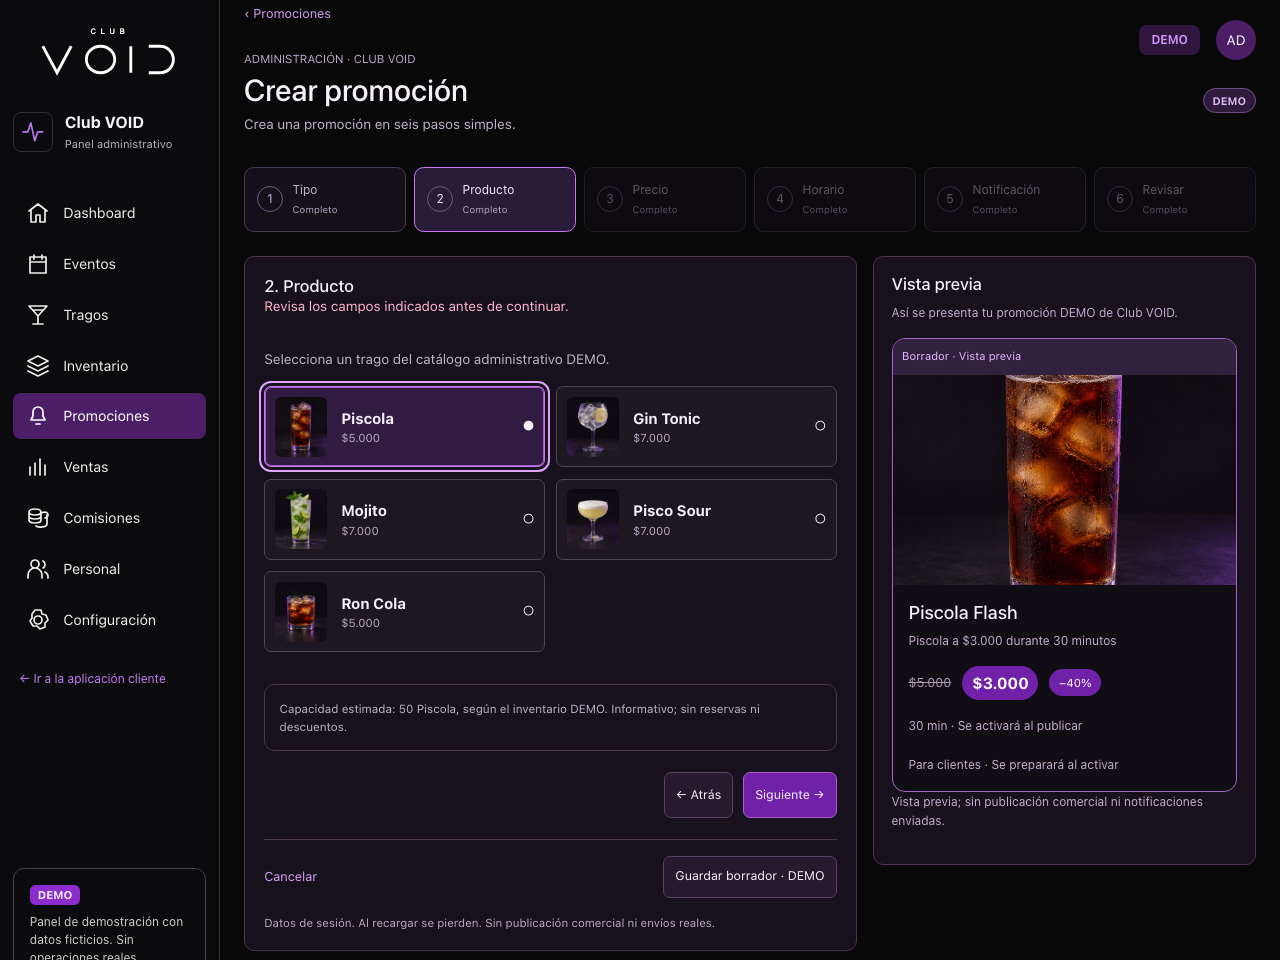 CLUB
VOID
Club VOID
Panel administrativo
Dashboard
Eventos
Tragos
Inventario
Promociones
Ventas
Comisiones
Personal
Configuración
← Ir a la aplicación cliente
DEMO
Panel de demostración con
datos ficticios. Sin
operaciones reales.
‹ Promociones
DEMO
AD
ADMINISTRACIÓN · CLUB VOID
Crear promoción
DEMO
Crea una promoción en seis pasos simples.
1
Tipo
Completo
2
Producto
Completo
3
Precio
Completo
4
Horario
Completo
5
Notificación
Completo
6
Revisar
Completo
2. Producto
Revisa los campos indicados antes de continuar.
Selecciona un trago del catálogo administrativo DEMO.
Piscola
$5.000
Gin Tonic
$7.000
Mojito
$7.000
Pisco Sour
$7.000
Ron Cola
$5.000
Capacidad estimada: 50 Piscola, según el inventario DEMO. Informativo; sin reservas ni
descuentos.
← Atrás
Siguiente →
Cancelar
Guardar borrador · DEMO
Datos de sesión. Al recargar se pierden. Sin publicación comercial ni envíos reales.
Vista previa
Así se presenta tu promoción DEMO de Club VOID.
Borrador · Vista previa
Piscola Flash
Piscola a $3.000 durante 30 minutos
$5.000
$3.000
−40%
30 min · Se activará al publicar
Para clientes · Se preparará al activar
Vista previa; sin publicación comercial ni notificaciones
enviadas.